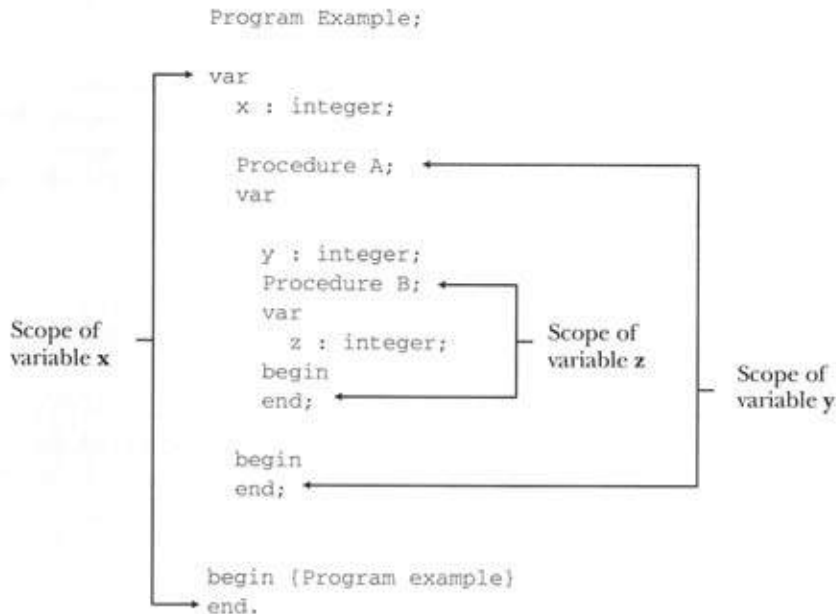 Program Example;
var
x : integer;
Procedure A;
var
y : integer;
Procedure B;
var
z : integer;
begin
end;
begin
end;
begin {Program example}
end.
Scope of
variable x
Scope of
variable z
Scope of
variable y